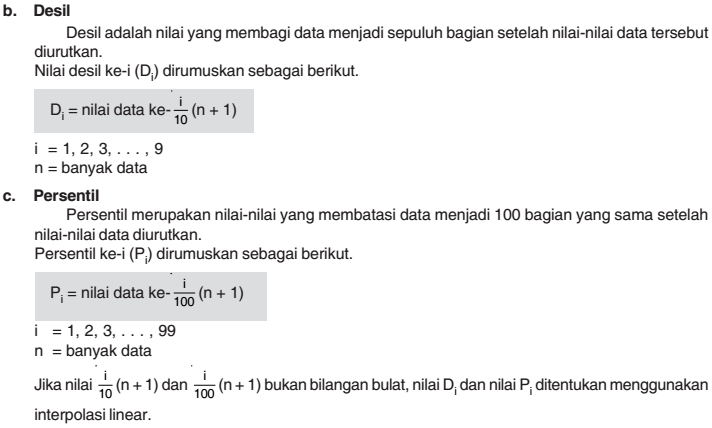 b. Desil
Desil adalah nilai yang membagi data menjadi sepuluh bagian setelah nilai-nilai data tersebut
diurutkan.
Nilai desil ke-i (Dᵢ) dirumuskan sebagai berikut.
Dᵢ = nilai data ke- i/10 (n + 1)
i = 1, 2, 3, . . . , 9
n = banyak data
c. Persentil
Persentil merupakan nilai-nilai yang membatasi data menjadi 100 bagian yang sama setelah
nilai-nilai data diurutkan.
Persentil ke-i (Pᵢ) dirumuskan sebagai berikut.
Pᵢ = nilai data ke- i/100 (n + 1)
i = 1, 2, 3, . . . , 99
n = banyak data
Jika nilai i/10 (n + 1) dan i/100 (n + 1) bukan bilangan bulat, nilai Dᵢ dan nilai Pᵢ ditentukan menggunakan
interpolasi linear.